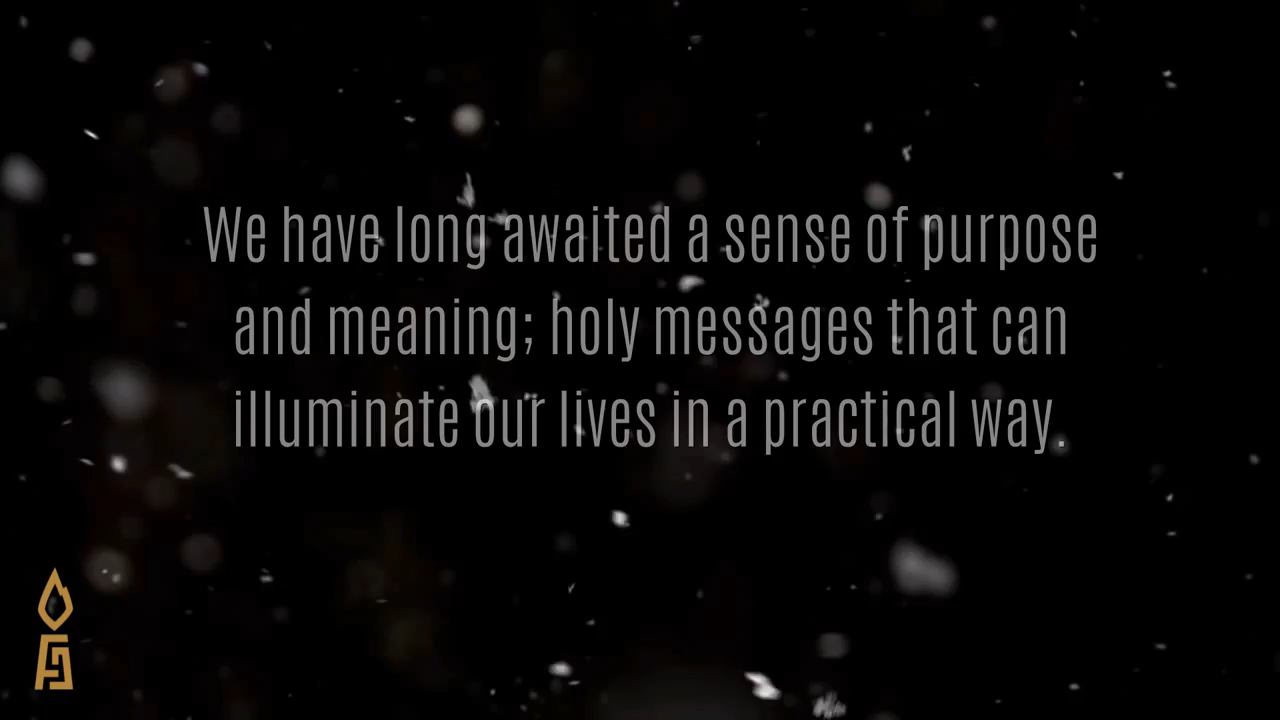 We have long awaited a sense of purpose
and meaning; holy messages that can
illuminate our lives in a practical way.